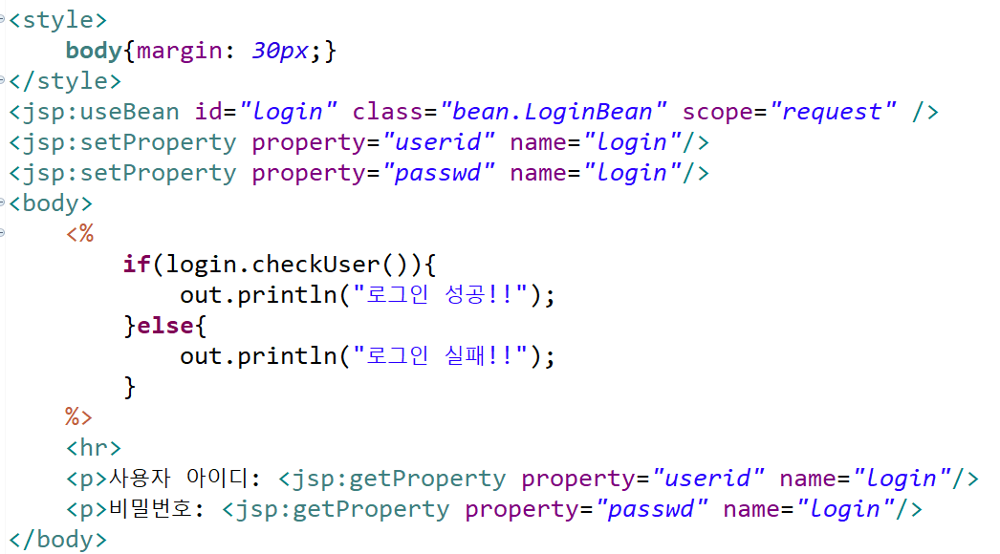 <style>
body{margin: 30px;}
</style>
<jsp:useBean id="login" class="bean.LoginBean" scope="request" />
<jsp:setProperty property="userid" name="login"/>
<jsp:setProperty property="passwd" name="login"/>
<body>
<%
if(login.checkUser()){
out.println("로그인 성공!!");
}else{
out.println("로그인 실패!!");
}
%>
<hr>
<p>사용자 아이디: <jsp:getProperty property="userid" name="login"/>
<p>비밀번호: <jsp:getProperty property="passwd" name="login"/>
</body>